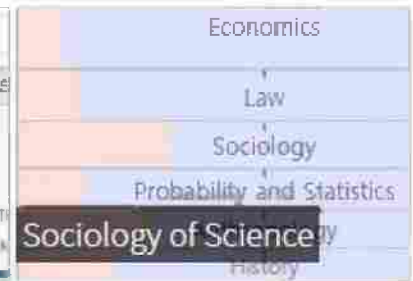 Economics
Law
Sociology
Probability and Statistics
Sociology of Science
History